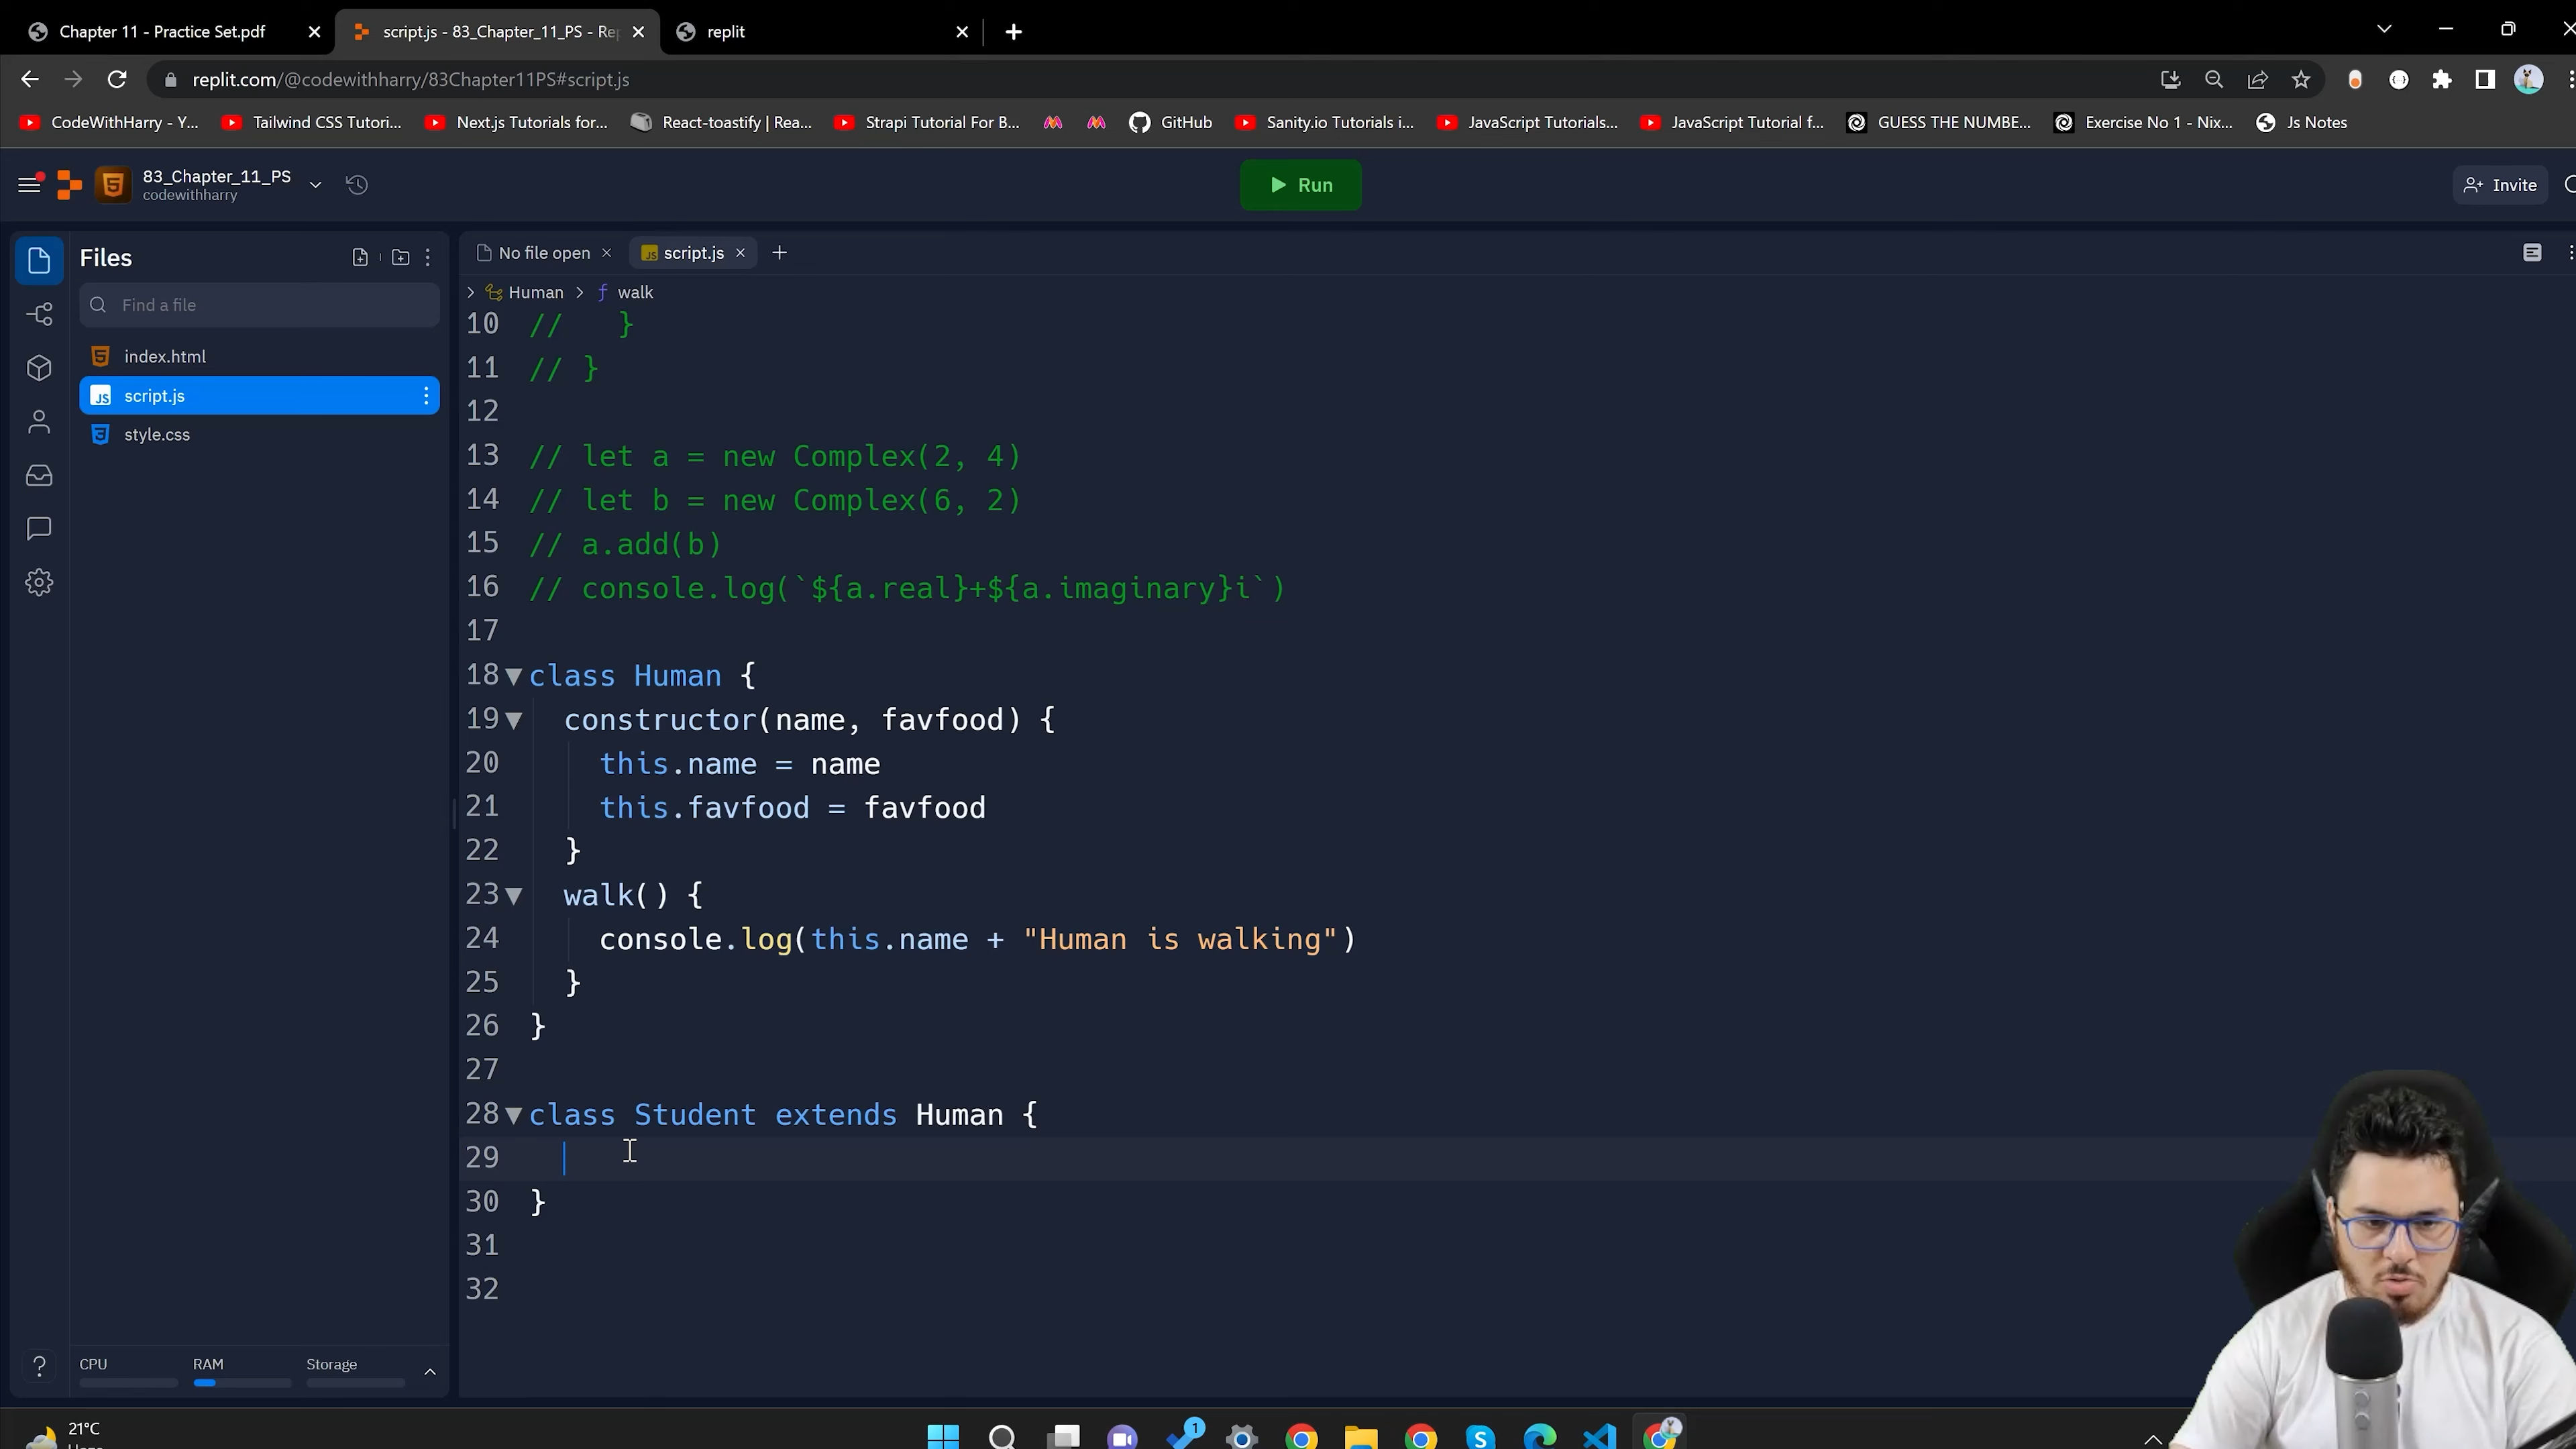 Chapter 11 - Practice Set.pdf
script.js - 83_Chapter_11_PS - Rep
replit
replit.com/@codewithharry/83Chapter11PS#script.js
CodeWithHarry - Y...
Tailwind CSS Tutori...
Next.js Tutorials for...
React-toastify | Rea...
Strapi Tutorial For B...
GitHub
Sanity.io Tutorials i...
JavaScript Tutorials...
JavaScript Tutorial f...
GUESS THE NUMBE...
Exercise No 1 - Nix...
Js Notes
83_Chapter_11_PS
codewithharry
Run
Invite
Files
Find a file
index.html
script.js
style.css
No file open
script.js
Human > walk
10 //   }
11 // }
12
13 // let a = new Complex(2, 4)
14 // let b = new Complex(6, 2)
15 // a.add(b)
16 // console.log(`${a.real}+${a.imaginary}i`)
17
18 class Human {
19   constructor(name, favfood) {
20     this.name = name
21     this.favfood = favfood
22   }
23   walk() {
24     console.log(this.name + "Human is walking")
25   }
26 }
27
28 class Student extends Human {
29
30 }
31
32
CPU
RAM
Storage
21°C
1